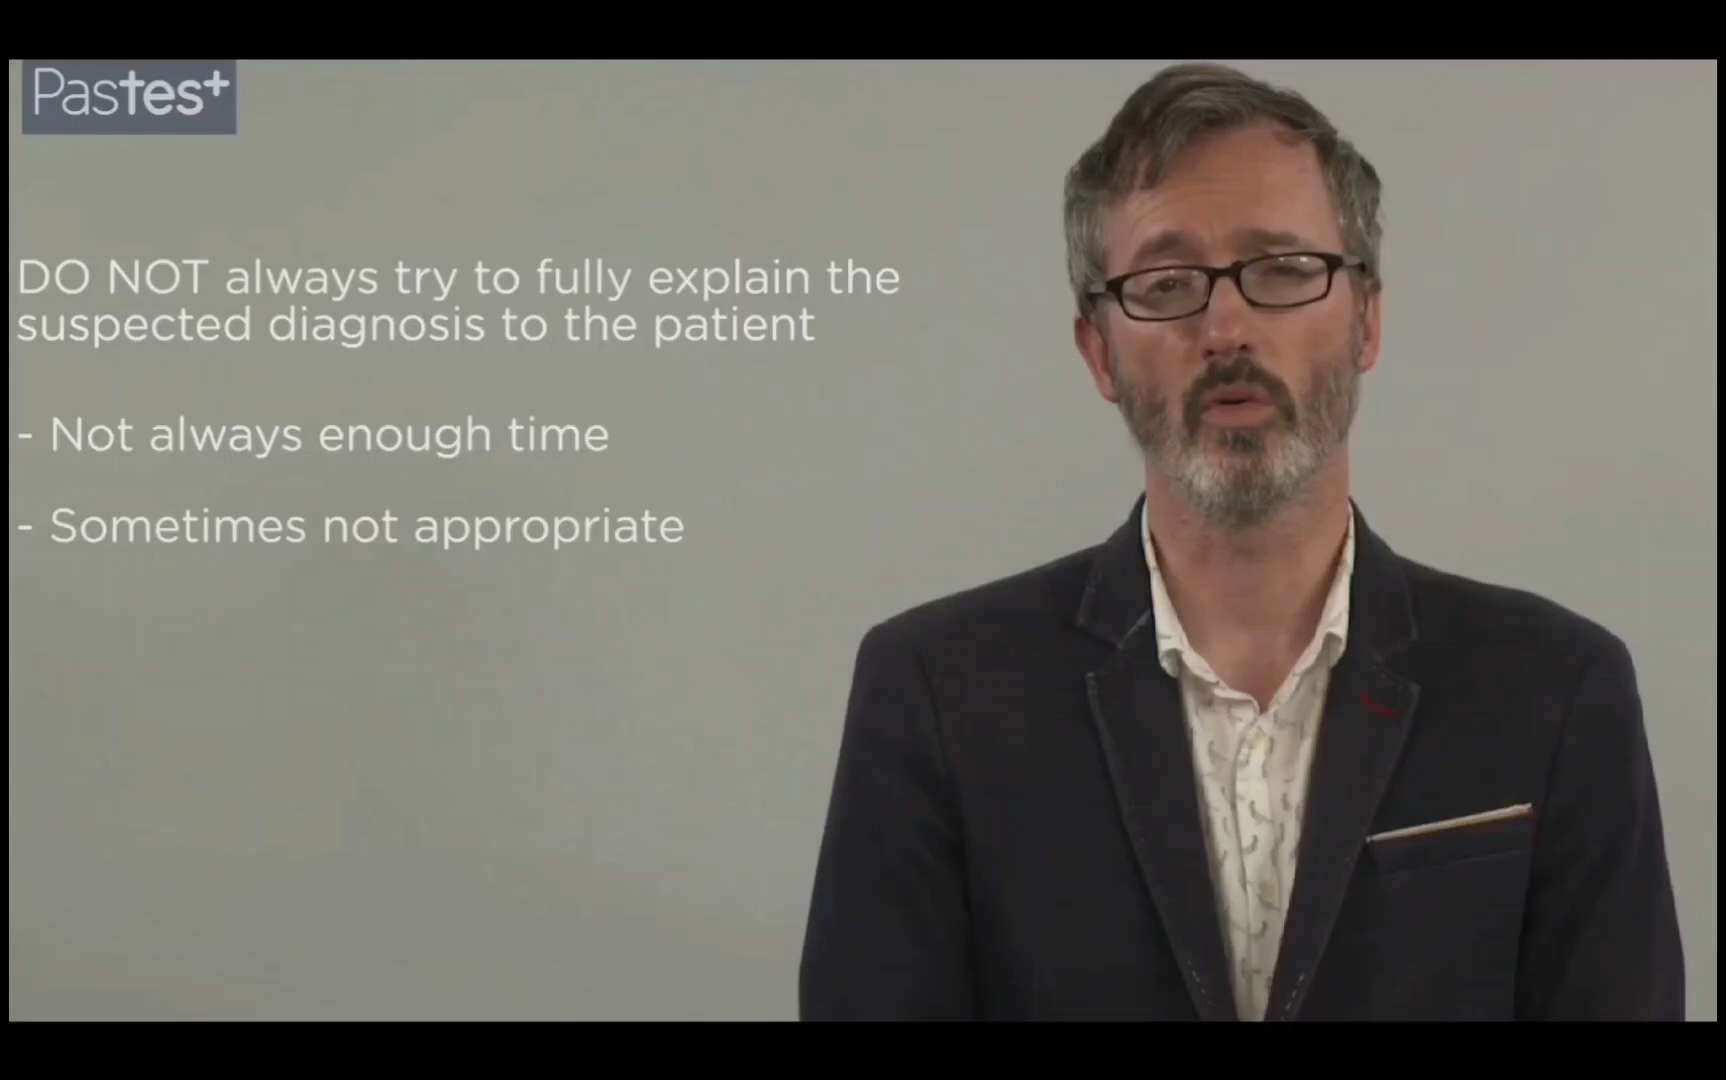 Pastest
DO NOT always try to fully explain the
suspected diagnosis to the patient
- Not always enough time
- Sometimes not appropriate